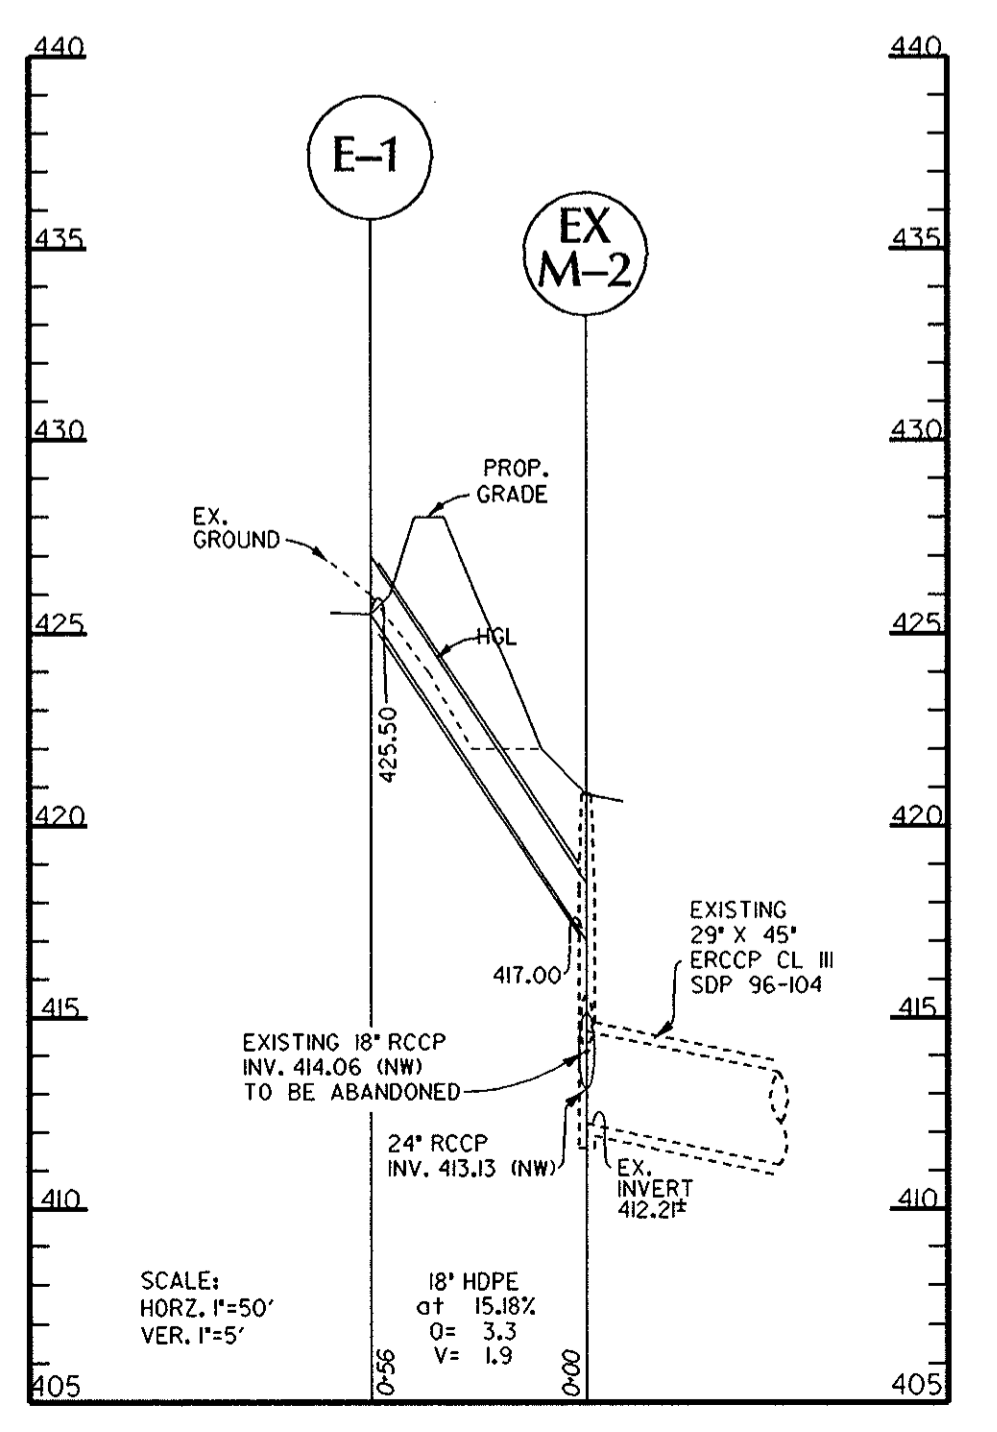 440
440
E–1
EX
M–2
435
435
430
430
PROP.
GRADE
EX.
GROUND
425
425
HGL
425.50
420
420
EXISTING
29" X 45"
ERCCP CL III
SDP 96-104
417.00
415
415
EXISTING 18" RCCP
INV. 414.06 (NW)
TO BE ABANDONED
24" RCCP
INV. 413.13 (NW)
EX.
INVERT
412.21±
410
410
SCALE:
HORZ. 1"=50'
VER. 1"=5'
18" HDPE
at 15.18%
Q= 3.3
V= 1.9
0+56
0+00
405
405